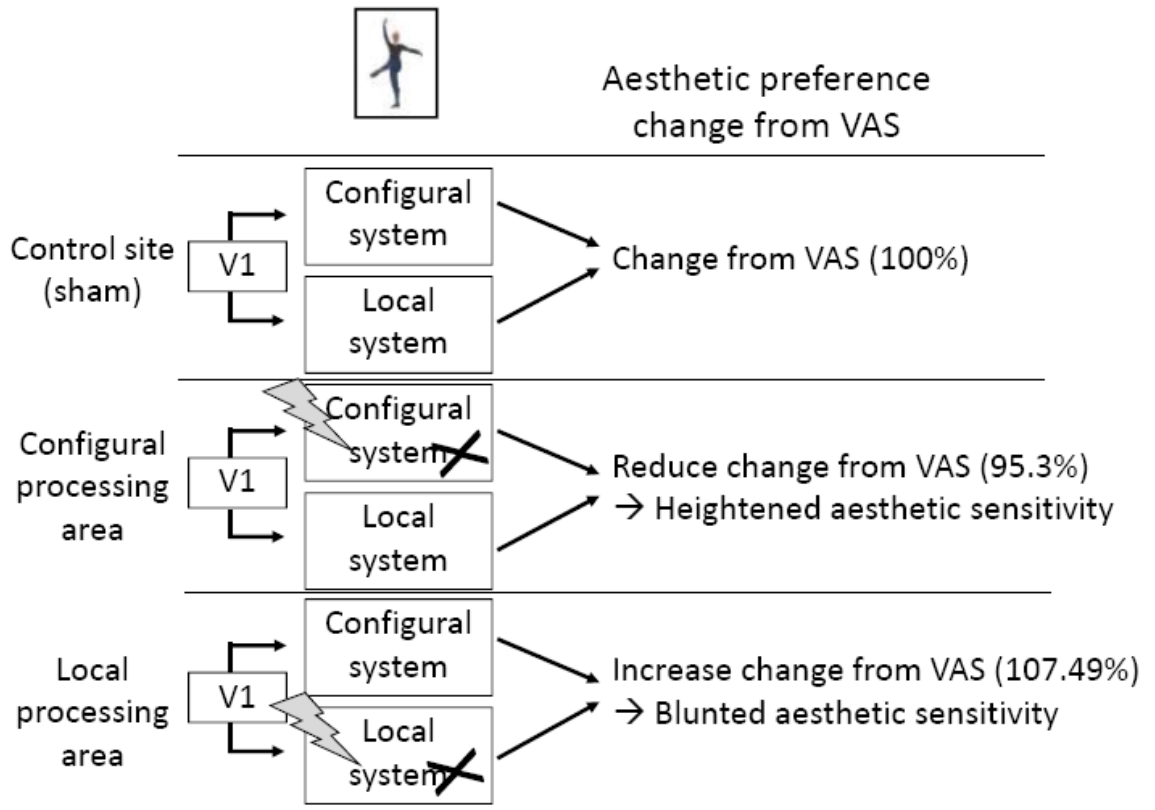 Aesthetic preference
change from VAS
Control site
(sham)
V1
Configural
system
Local
system
Change from VAS (100%)
Configural
processing
area
V1
Configural
system
Local
system
Reduce change from VAS (95.3%)
→ Heightened aesthetic sensitivity
Local
processing
area
V1
Configural
system
Local
system
Increase change from VAS (107.49%)
→ Blunted aesthetic sensitivity